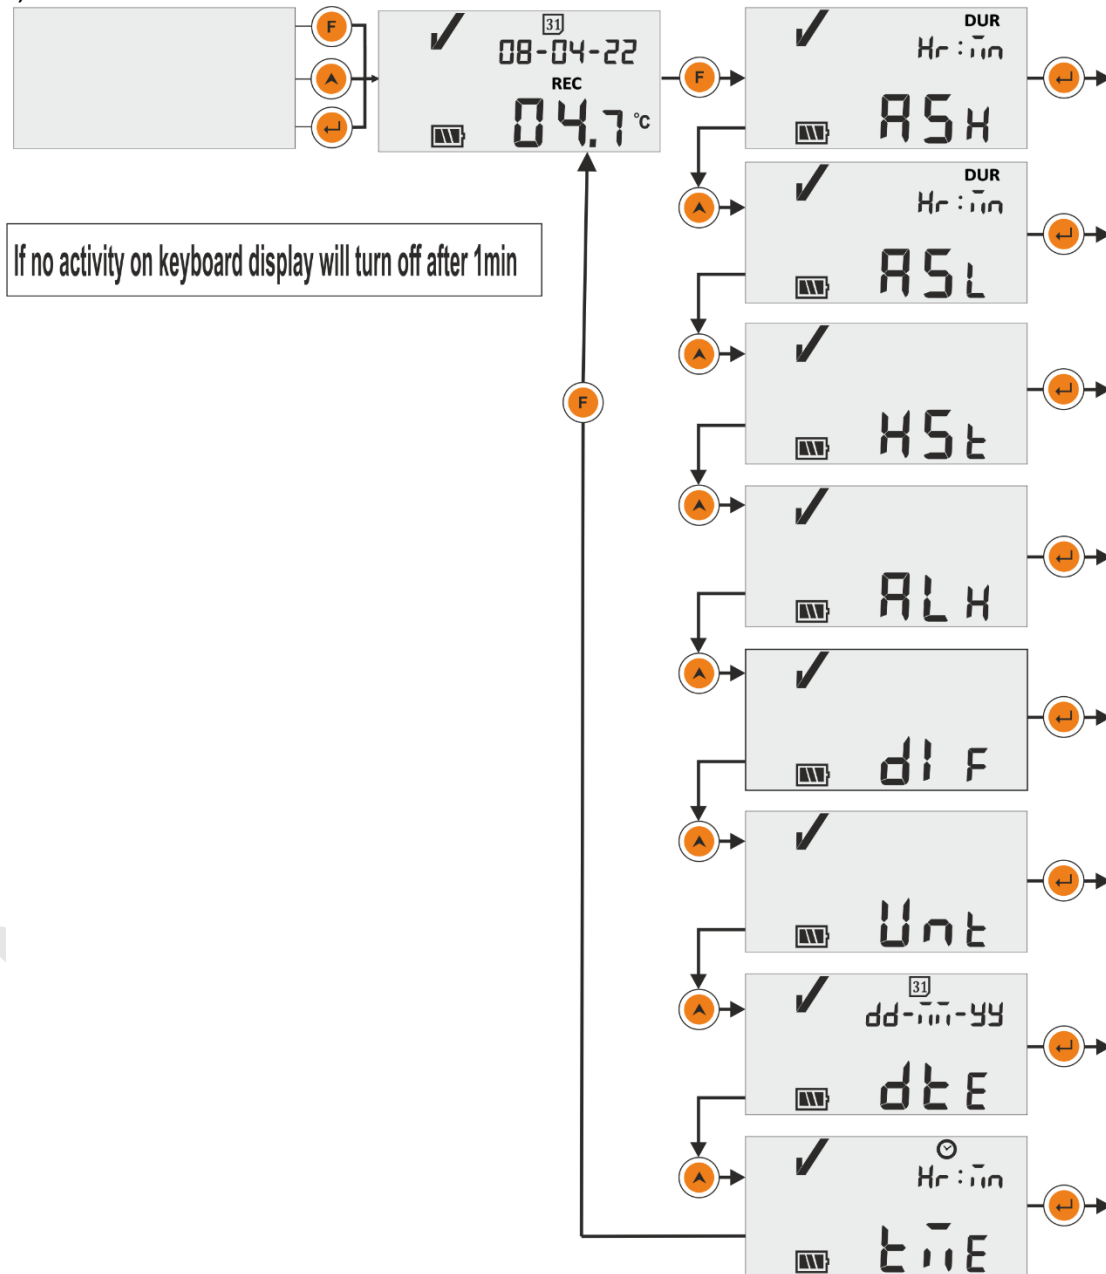 F
31
08-04-22
REC
04.7 °C
F
DUR
Hr:mn
ASH
DUR
Hr:mn
ASL
If no activity on keyboard display will turn off after 1min
HSt
F
ALH
dIF
Unt
31
dd-mm-yy
dtE
Hr:mn
tmE